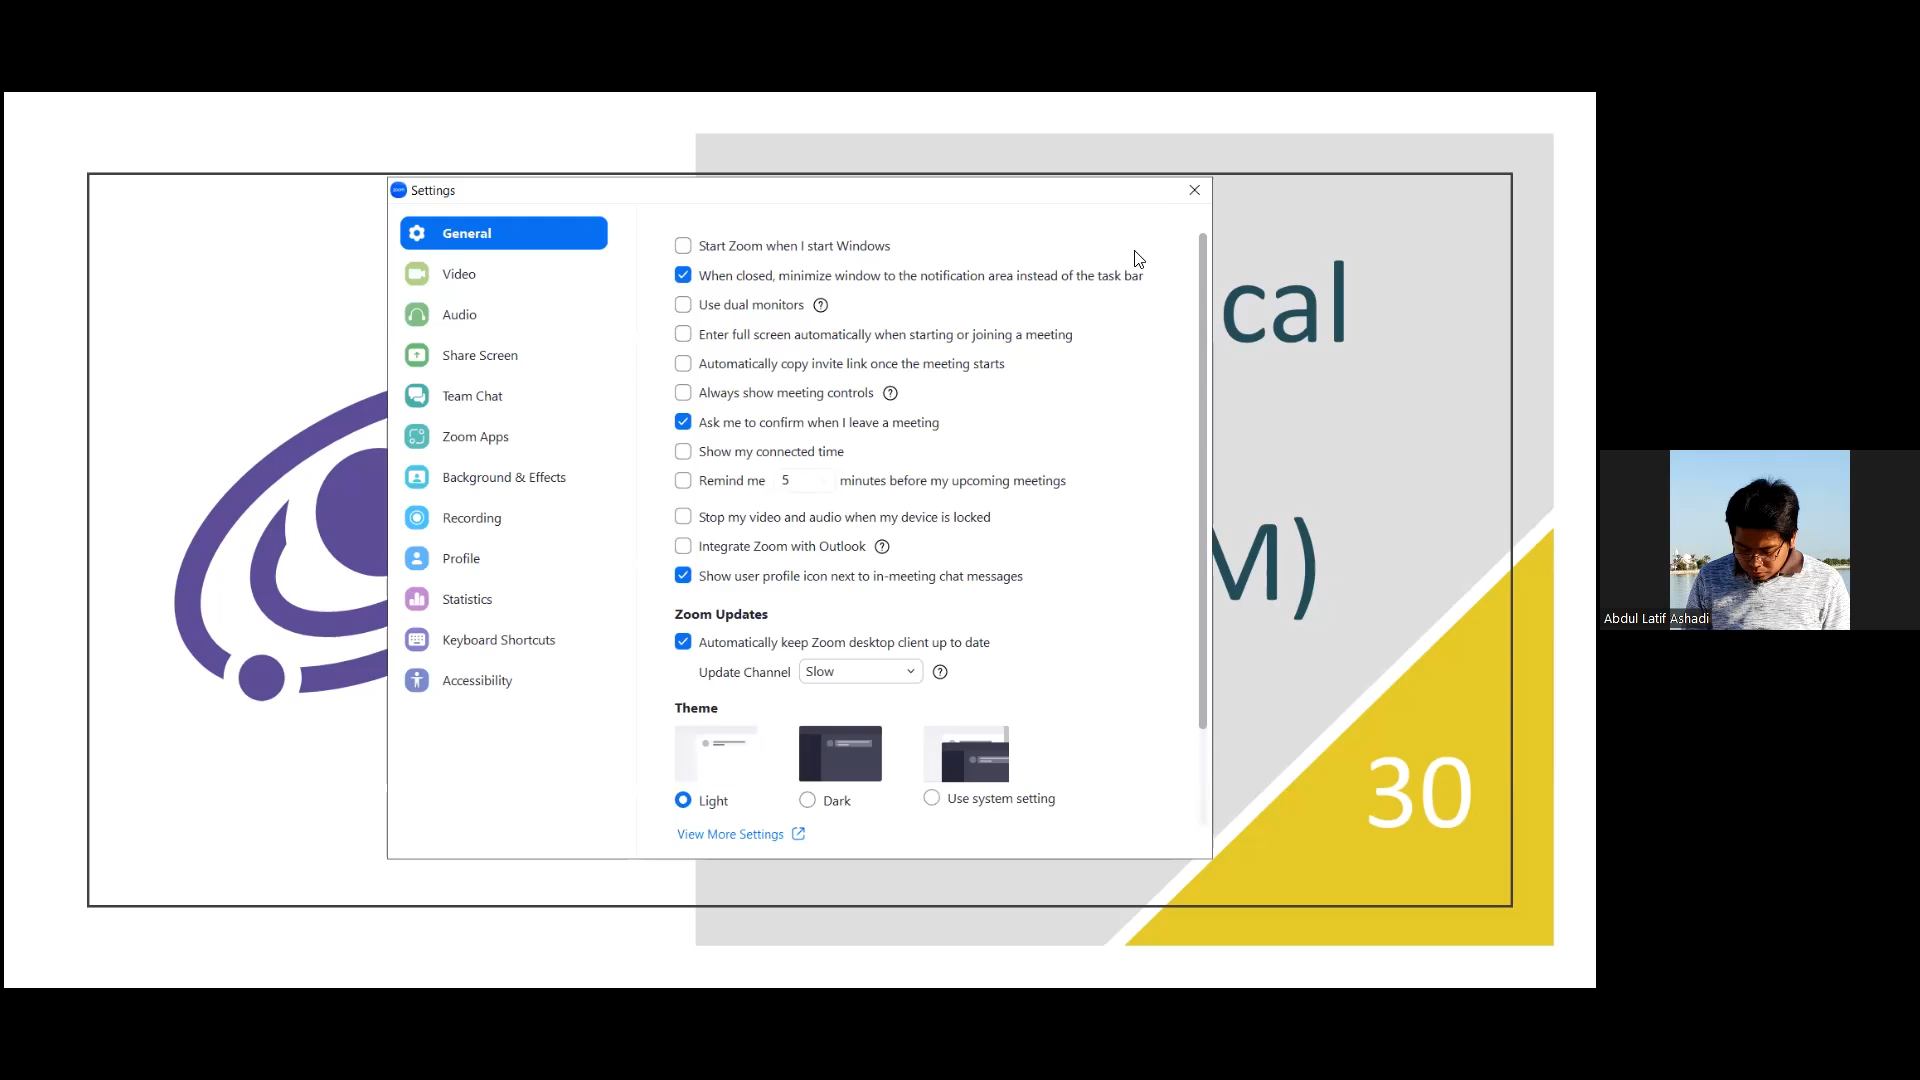 Settings
General
Video
Audio
Share Screen
Team Chat
Zoom Apps
Background & Effects
Recording
Profile
Statistics
Keyboard Shortcuts
Accessibility
Start Zoom when I start Windows
When closed, minimize window to the notification area instead of the task bar
Use dual monitors
Enter full screen automatically when starting or joining a meeting
Automatically copy invite link once the meeting starts
Always show meeting controls
Ask me to confirm when I leave a meeting
Show my connected time
Remind me 5 minutes before my upcoming meetings
Stop my video and audio when my device is locked
Integrate Zoom with Outlook
Show user profile icon next to in-meeting chat messages
Zoom Updates
Automatically keep Zoom desktop client up to date
Update Channel Slow
Theme
Light Dark Use system setting
View More Settings
cal
M)
30
Abdul Latif Ashadi